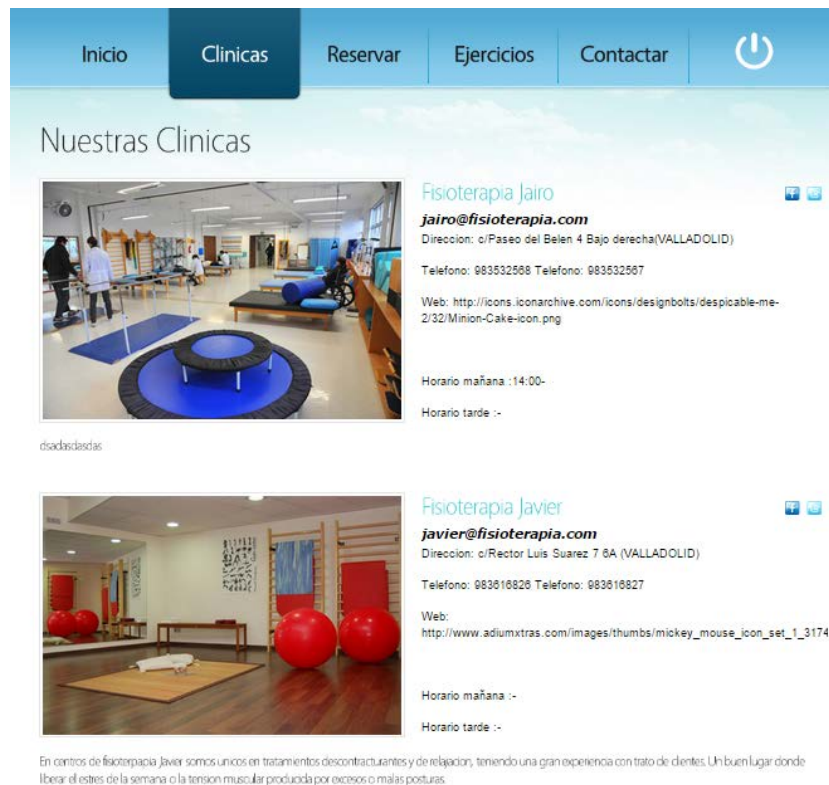 Inicio Clinicas Reservar Ejercicios Contactar
Nuestras Clinicas
Fisioterapia Jairo
jairo@fisioterapia.com
Direccion: c/Paseo del Belen 4 Bajo derecha(VALLADOLID)
Telefono: 983532568 Telefono: 983532567
Web: http://icons.iconarchive.com/icons/designbolts/despicable-me-
2/32/Minion-Cake-icon.png
Horario mañana :14:00-
Horario tarde :-
dsadasdasdas
Fisioterapia Javier
javier@fisioterapia.com
Direccion: c/Rector Luis Suarez 7 6A (VALLADOLID)
Telefono: 983616826 Telefono: 983616827
Web:
http://www.adiumxtras.com/images/thumbs/mickey_mouse_icon_set_1_3174
Horario mañana :-
Horario tarde :-
En centros de fisioterpapia Javier somos unicos en tratamientos descontracturantes y de relajacion, teniendo una gran experiencia con trato de clientes. Un buen lugar donde
liberar el estres de la semana o la tension muscular producida por excesos o malas posturas.